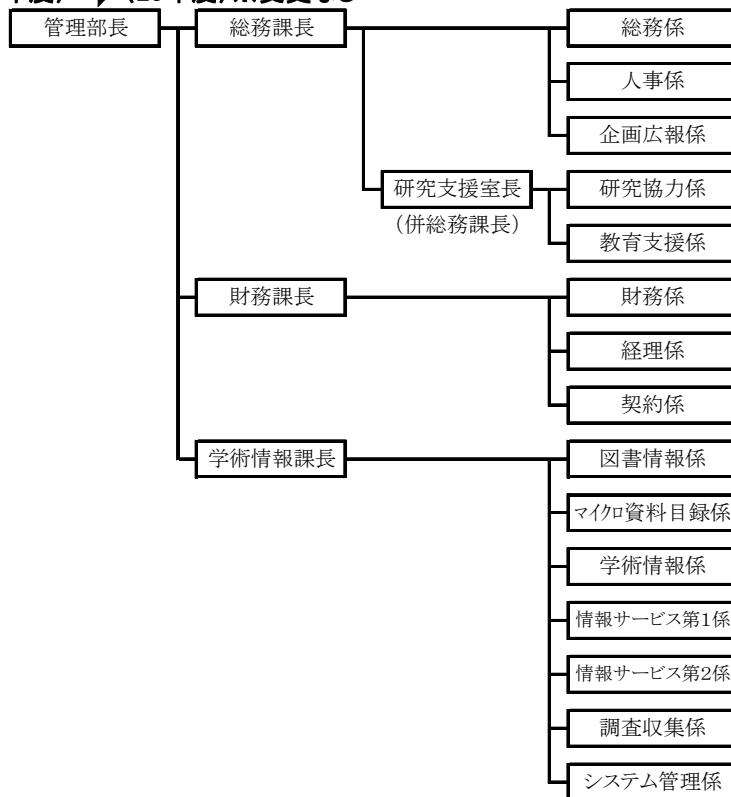 管理部長 総務課長 総務係
人事係
企画広報係
研究支援室長 研究協力係
(併総務課長)
教育支援係
財務課長 財務係
経理係
契約係
学術情報課長 図書情報係
マイクロ資料目録係
学術情報係
情報サービス第1係
情報サービス第2係
調査収集係
システム管理係